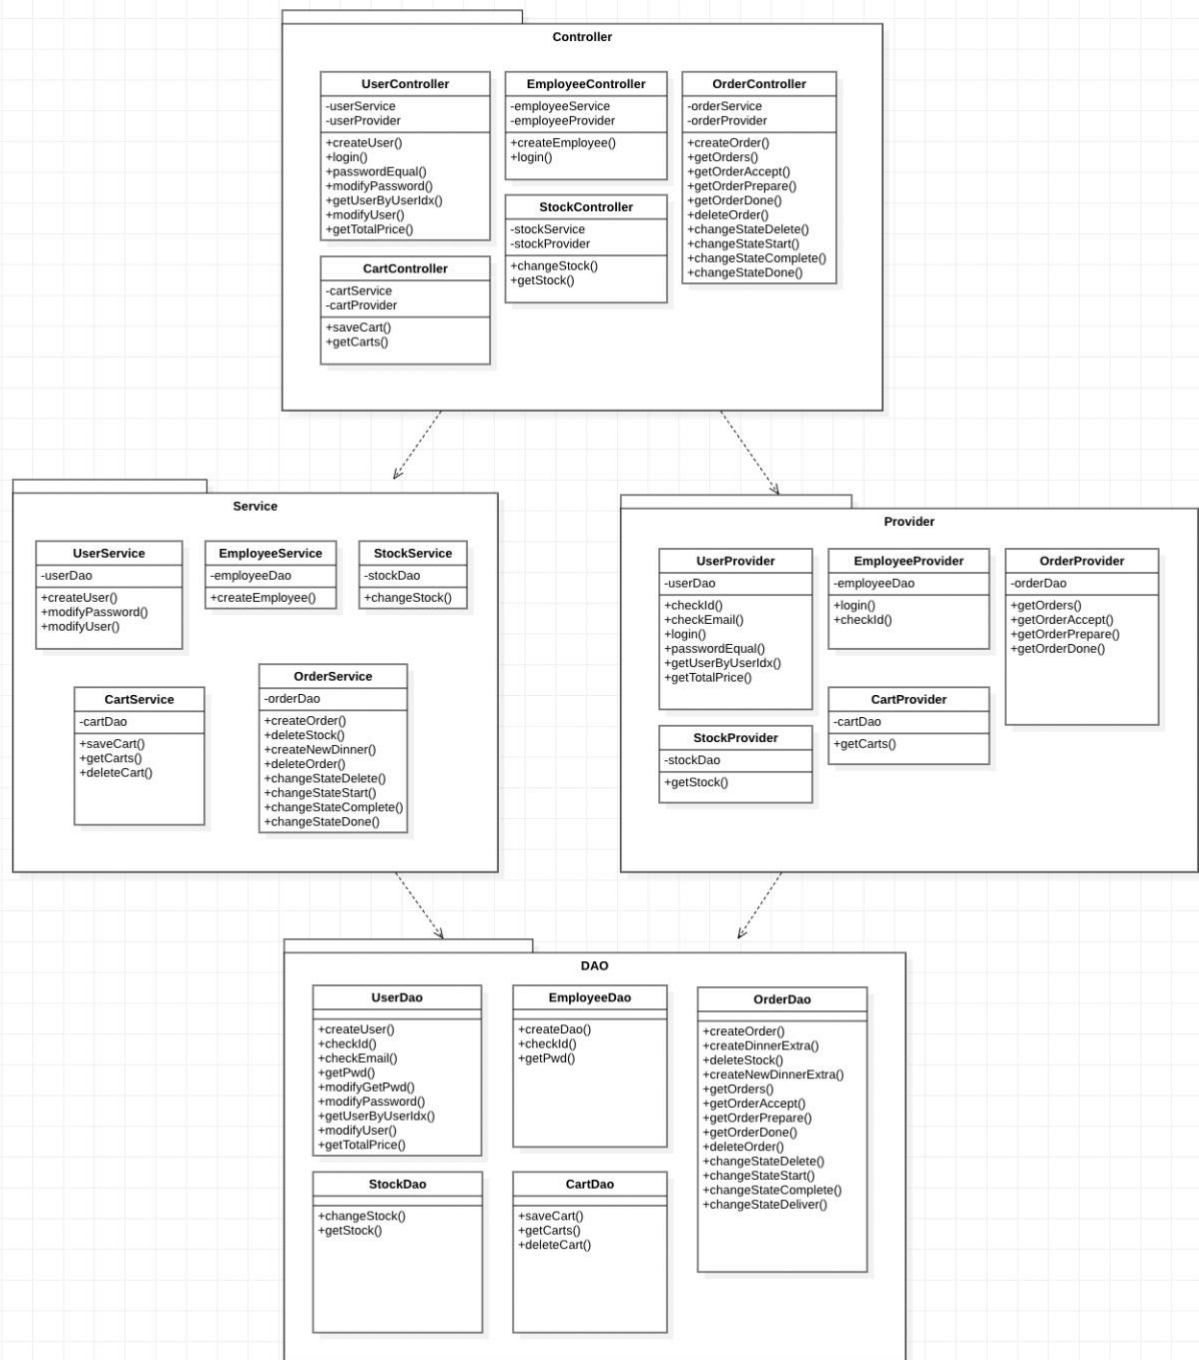 Controller
UserController
-userService
-userProvider
+createUser()
+login()
+passwordEqual()
+modifyPassword()
+getUserByUserIdx()
+modifyUser()
+getTotalPrice()
EmployeeController
-employeeService
-employeeProvider
+createEmployee()
+login()
OrderController
-orderService
-orderProvider
+createOrder()
+getOrders()
+getOrderAccept()
+getOrderPrepare()
+getOrderDone()
+deleteOrder()
+changeStateDelete()
+changeStateStart()
+changeStateComplete()
+changeStateDone()
StockController
-stockService
-stockProvider
+changeStock()
+getStock()
CartController
-cartService
-cartProvider
+saveCart()
+getCarts()
Service
UserService
-userDao
+createUser()
+modifyPassword()
+modifyUser()
EmployeeService
-employeeDao
+createEmployee()
StockService
-stockDao
+changeStock()
CartService
-cartDao
+saveCart()
+getCarts()
+deleteCart()
OrderService
-orderDao
+createOrder()
+deleteStock()
+createNewDinner()
+deleteOrder()
+changeStateDelete()
+changeStateStart()
+changeStateComplete()
+changeStateDone()
Provider
UserProvider
-userDao
+checkId()
+checkEmail()
+login()
+passwordEqual()
+getUserByUserIdx()
+getTotalPrice()
EmployeeProvider
-employeeDao
+login()
+checkId()
OrderProvider
-orderDao
+getOrders()
+getOrderAccept()
+getOrderPrepare()
+getOrderDone()
CartProvider
-cartDao
+getCarts()
StockProvider
-stockDao
+getStock()
DAO
UserDao
+createUser()
+checkId()
+checkEmail()
+getPwd()
+modifyGetPwd()
+modifyPassword()
+getUserByUserIdx()
+modifyUser()
+getTotalPrice()
EmployeeDao
+createDao()
+checkId()
+getPwd()
OrderDao
+createOrder()
+createDinnerExtra()
+deleteStock()
+createNewDinnerExtra()
+getOrders()
+getOrderAccept()
+getOrderPrepare()
+getOrderDone()
+deleteOrder()
+changeStateDelete()
+changeStateStart()
+changeStateComplete()
+changeStateDeliver()
StockDao
+changeStock()
+getStock()
CartDao
+saveCart()
+getCarts()
+deleteCart()